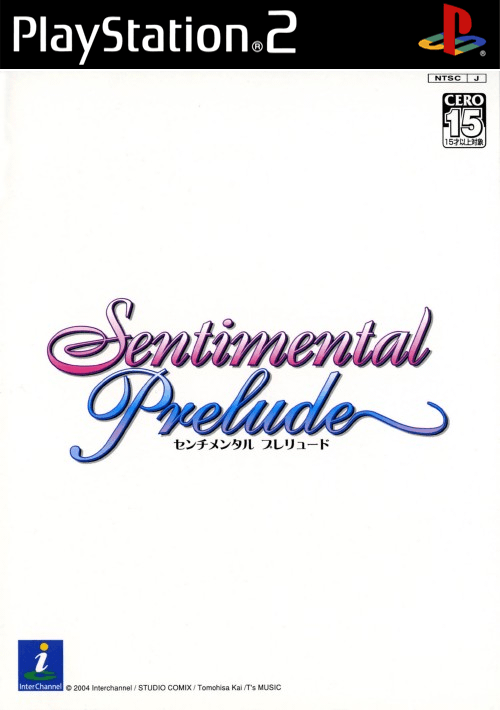 PlayStation®2
®
NTSC J
CERO
15
15才以上対象
Sentimental
Prelude
センチメンタル プレリュード
i
InterChannel
© 2004 Interchannel / STUDIO COMIX / Tomohisa Kai /T's MUSIC